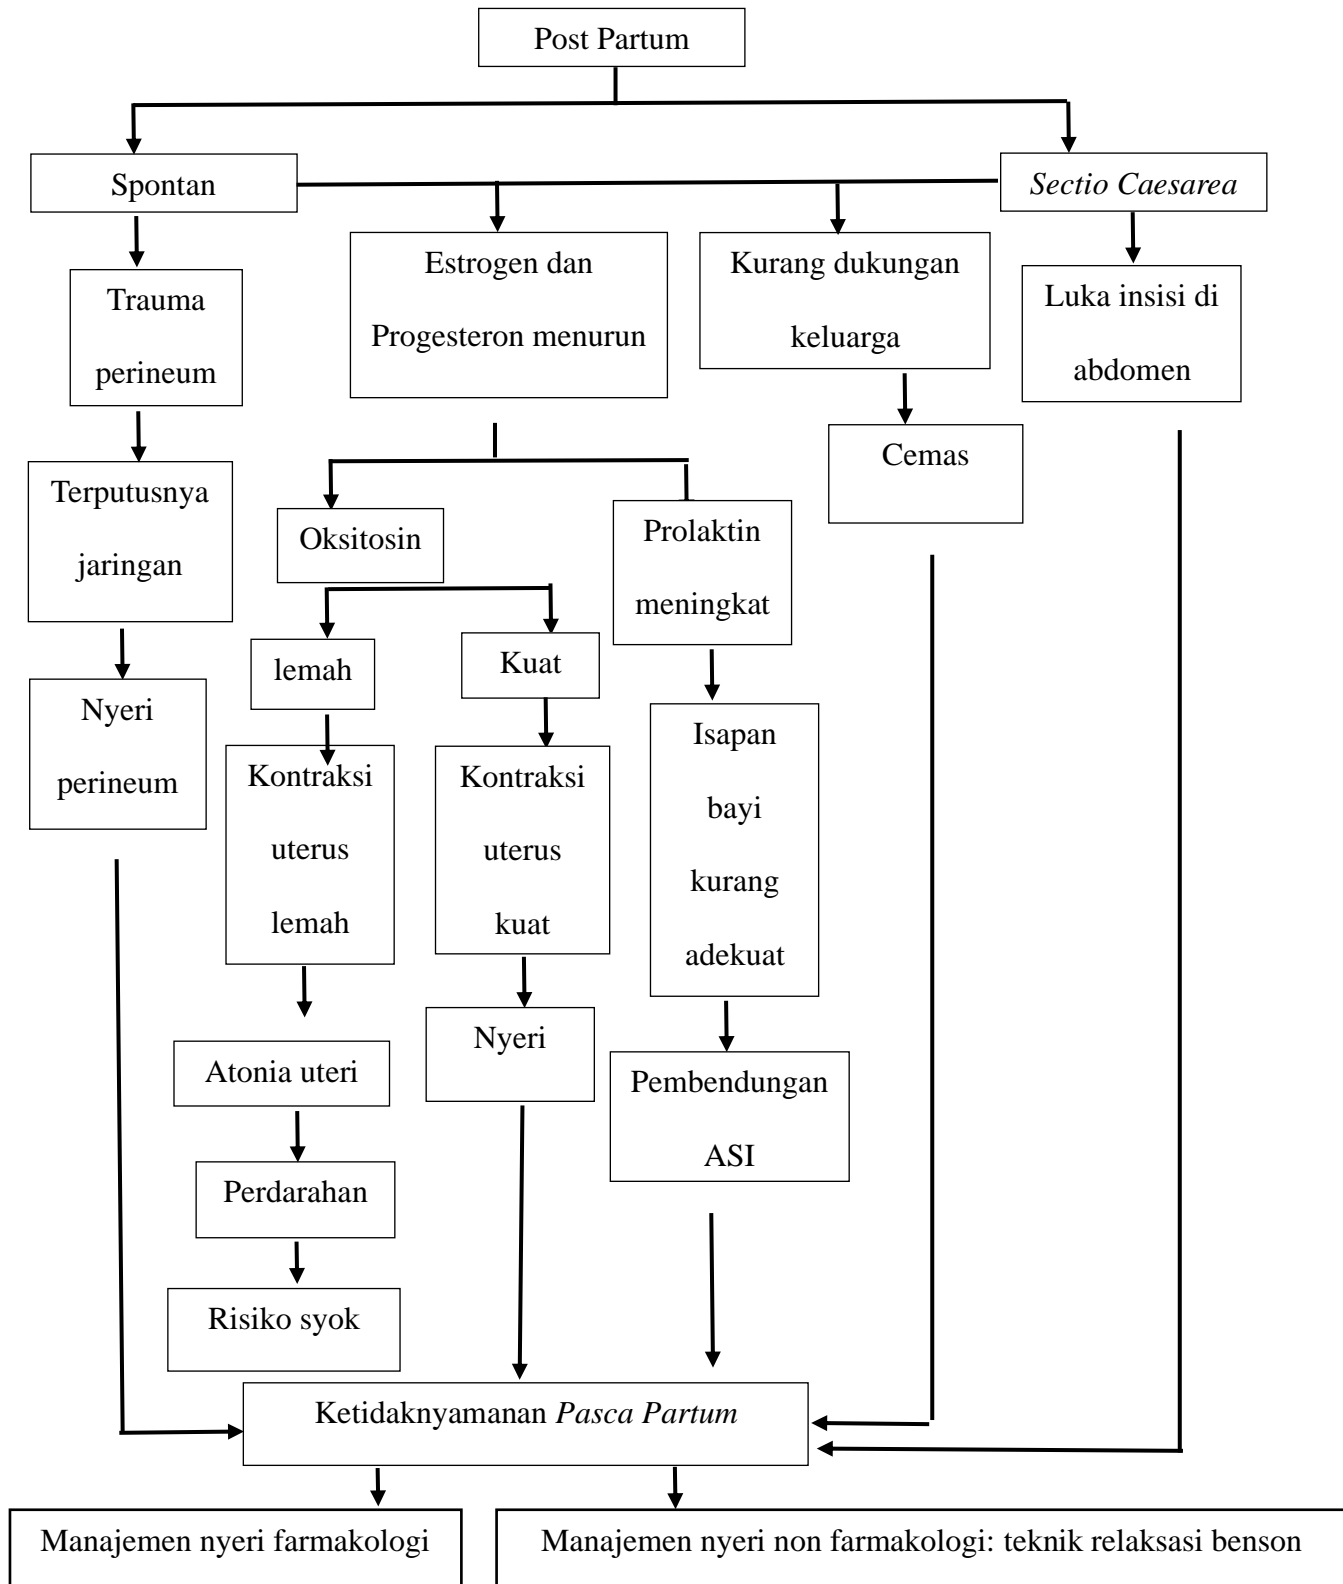 Post Partum
Spontan
Sectio Caesarea
Estrogen dan
Progesteron menurun
Kurang dukungan
keluarga
Trauma
perineum
Luka insisi di
abdomen
Cemas
Terputusnya
jaringan
Oksitosin
Prolaktin
meningkat
lemah
Kuat
Nyeri
perineum
Kontraksi
uterus
lemah
Kontraksi
uterus
kuat
Isapan
bayi
kurang
adekuat
Atonia uteri
Nyeri
Pembendungan
ASI
Perdarahan
Risiko syok
Ketidaknyamanan Pasca Partum
Manajemen nyeri farmakologi
Manajemen nyeri non farmakologi: teknik relaksasi benson